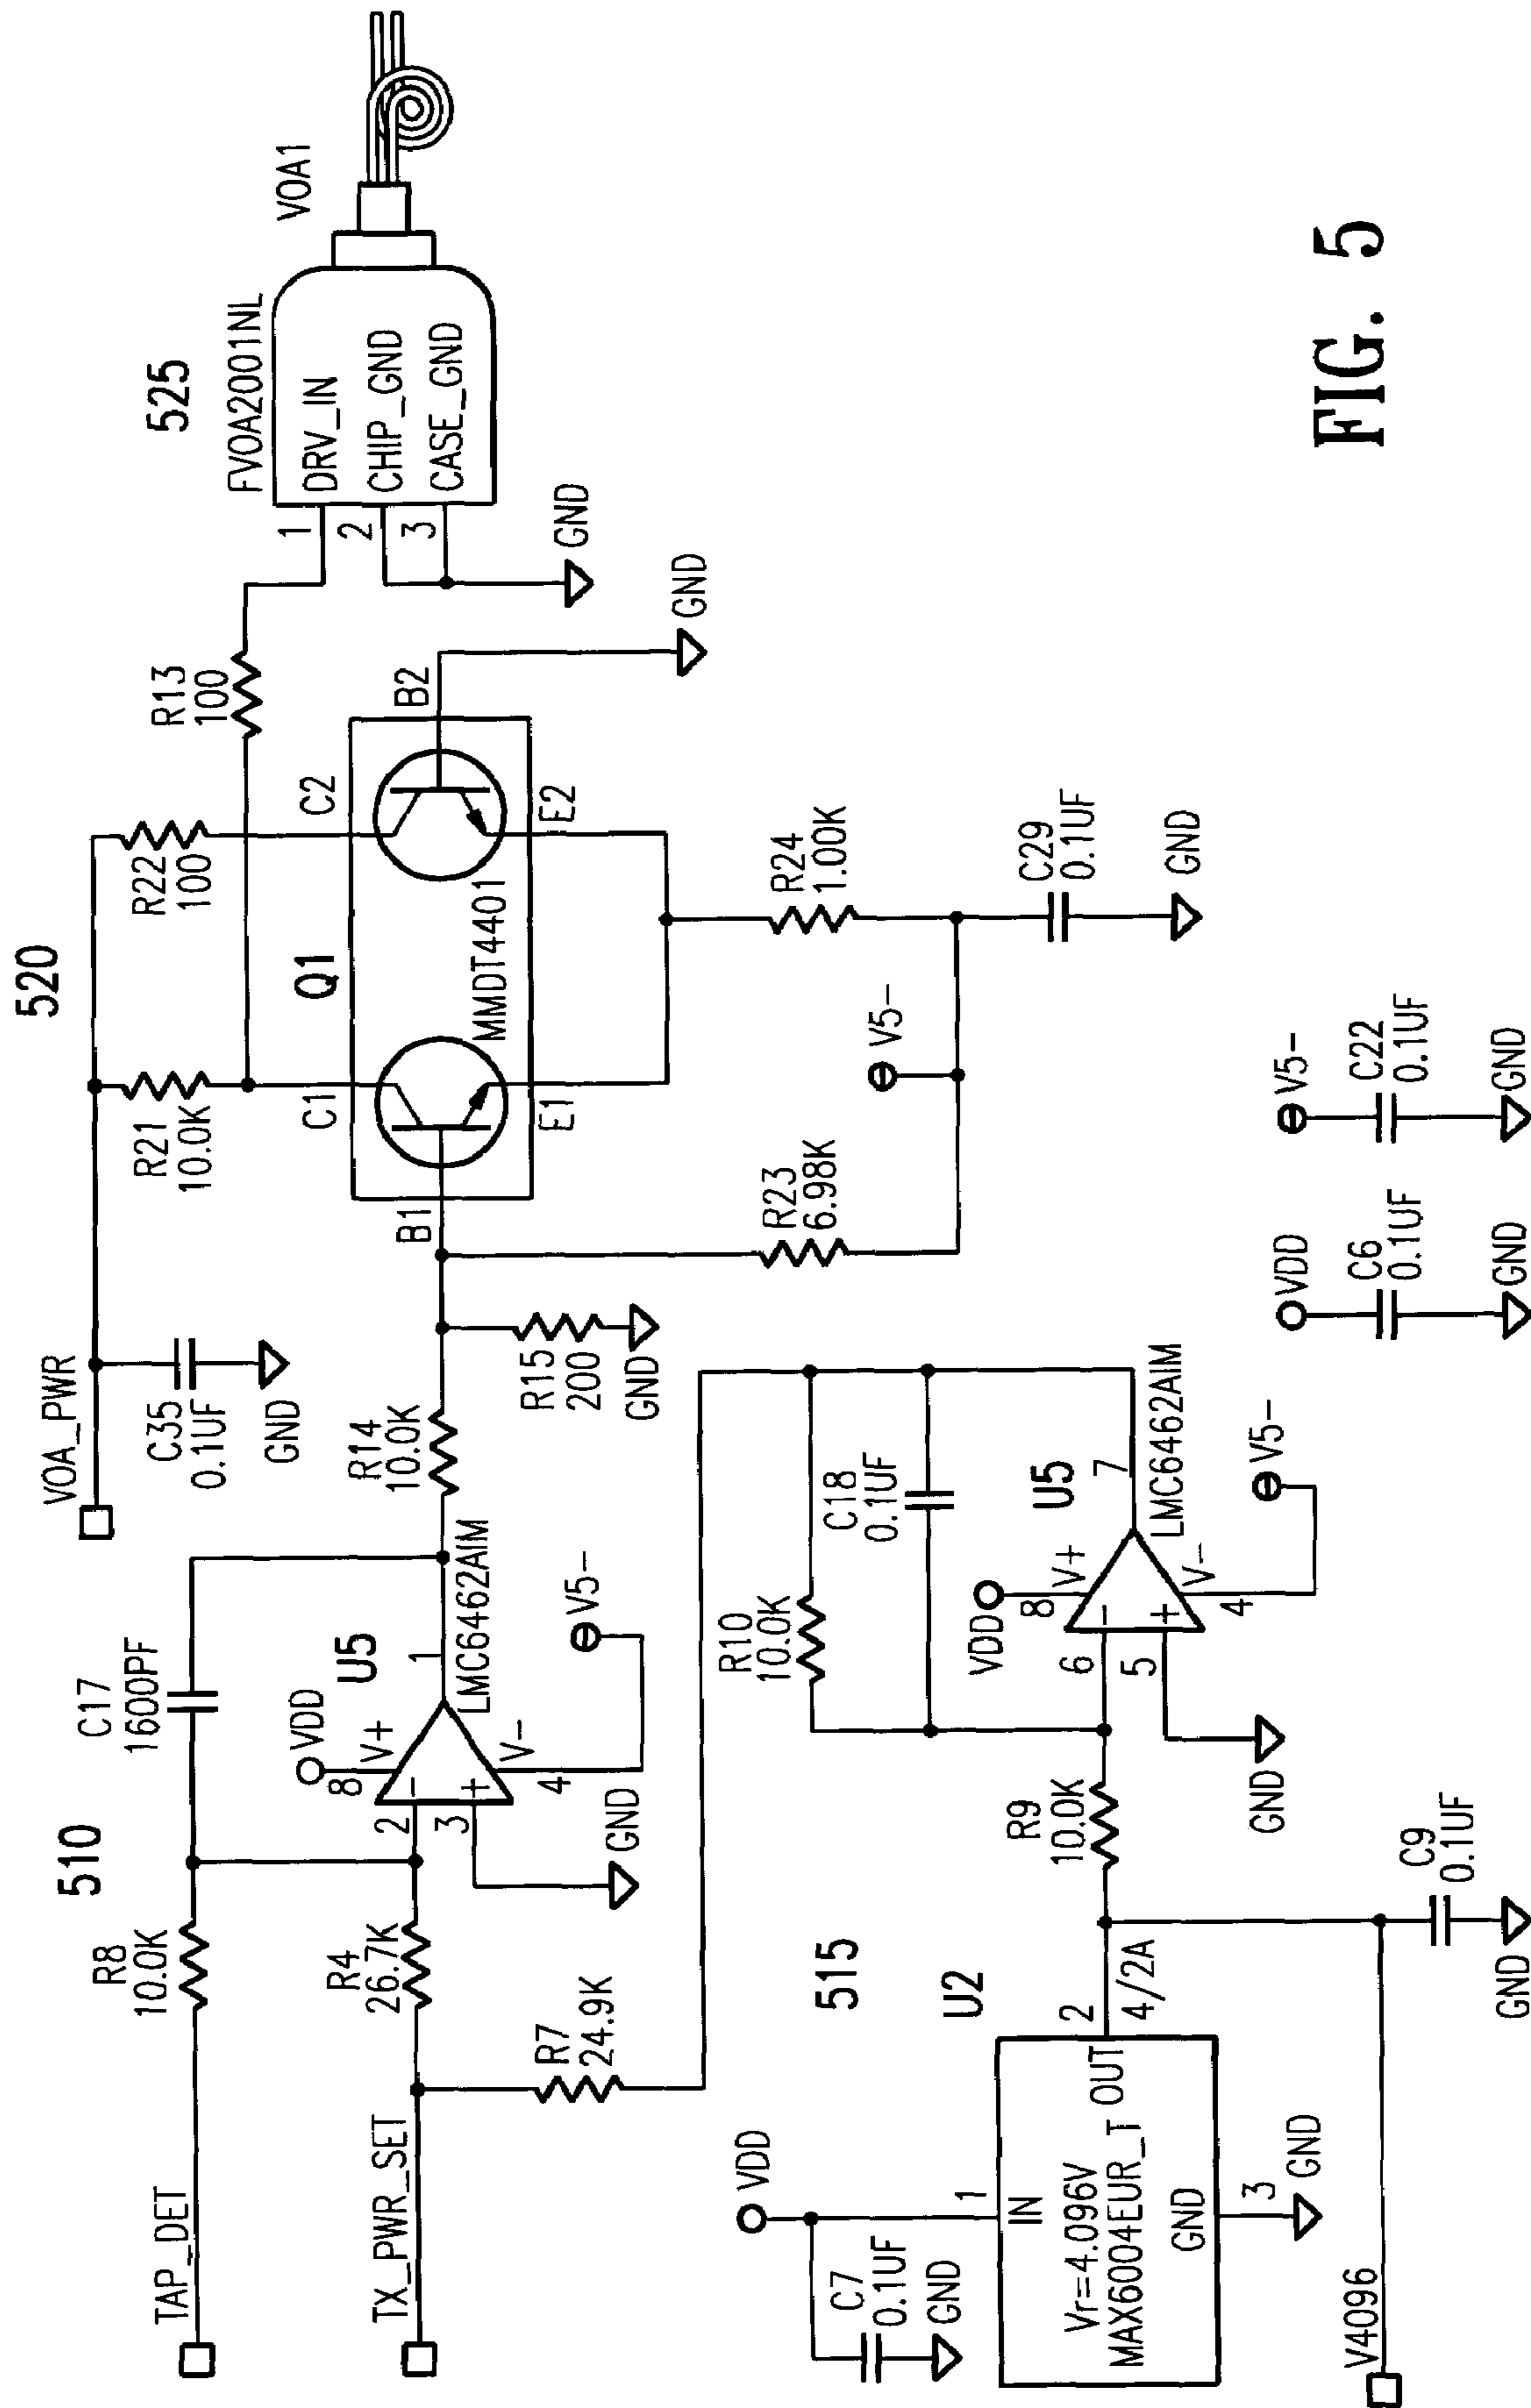 520
525
VOA_PWR
C35
0.1UF
GND
R21
10.0K
R22
100
R13
100
FVOA2001NL
VOA1
1
DRV_IN
2
CHIP_GND
3
CASE_GND
GND
C1
Q1
C2
B1
B2
MMDT4401
E1
E2
GND
510
TAP_DET
R8
10.0K
C17
1600PF
TX_PWR_SET
R4
26.7K
VDD
U5
8
V+
2
-
1
3
+
V-
4
LMC6462AIM
V5-
GND
R14
10.0K
R15
200
GND
R7
24.9K
R23
6.98K
R24
1.00K
V5-
C29
0.1UF
GND
515
R10
10.0K
C18
0.1UF
VDD
C7
0.1UF
GND
U2
1
IN
Vr=4.096V
MAX6004EUR_T
OUT
GND
2
4/2A
3
GND
R9
10.0K
VDD
U5
8
V+
6
-
7
5
+
V-
4
LMC6462AIM
V5-
GND
V4096
C9
0.1UF
GND
VDD
C6
0.1UF
GND
V5-
C22
0.1UF
GND
FIG. 5